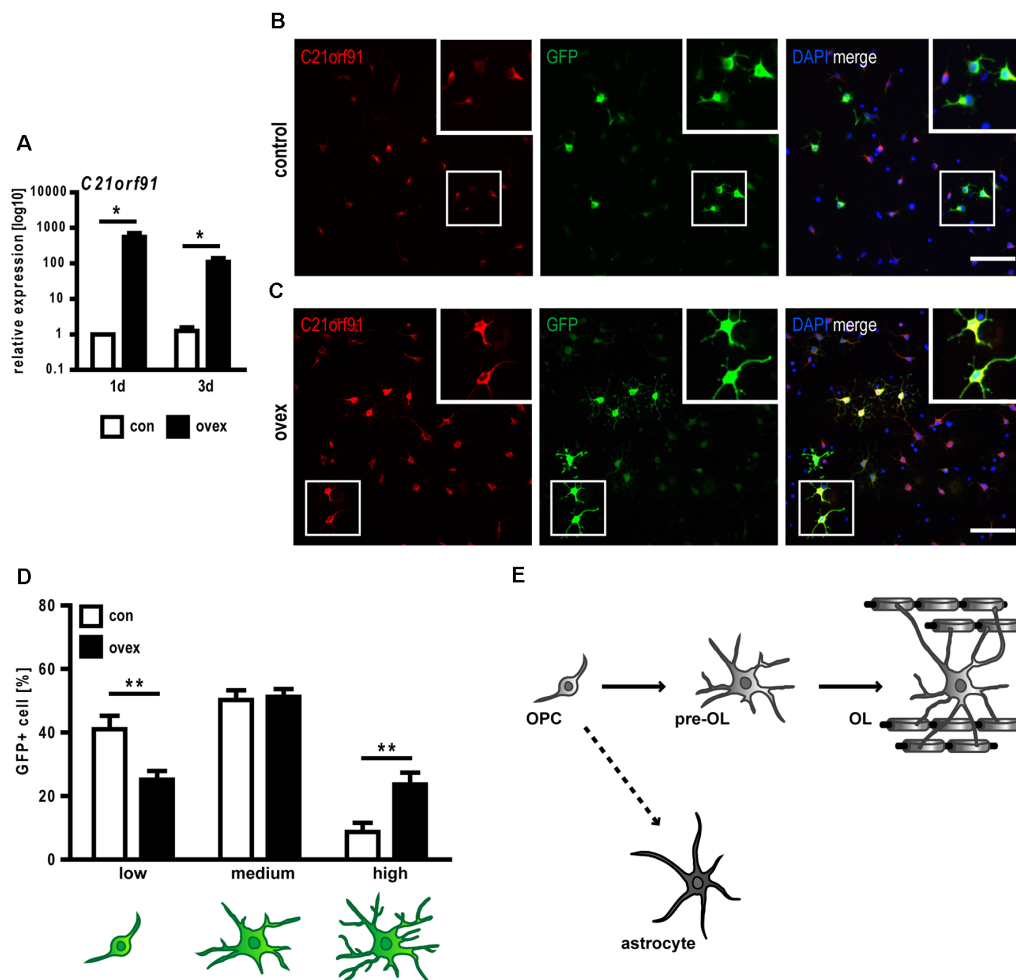 A
C21orf91
relative expression [log10]
10000
1000
100
10
1
0.1
*
*
1d
3d
con
ovex
B
control
C21orf91
GFP
DAPI merge
C
ovex
C21orf91
GFP
DAPI merge
D
GFP+ cell [%]
80
60
40
20
0
con
ovex
**
**
low
medium
high
E
OPC
pre-OL
OL
astrocyte